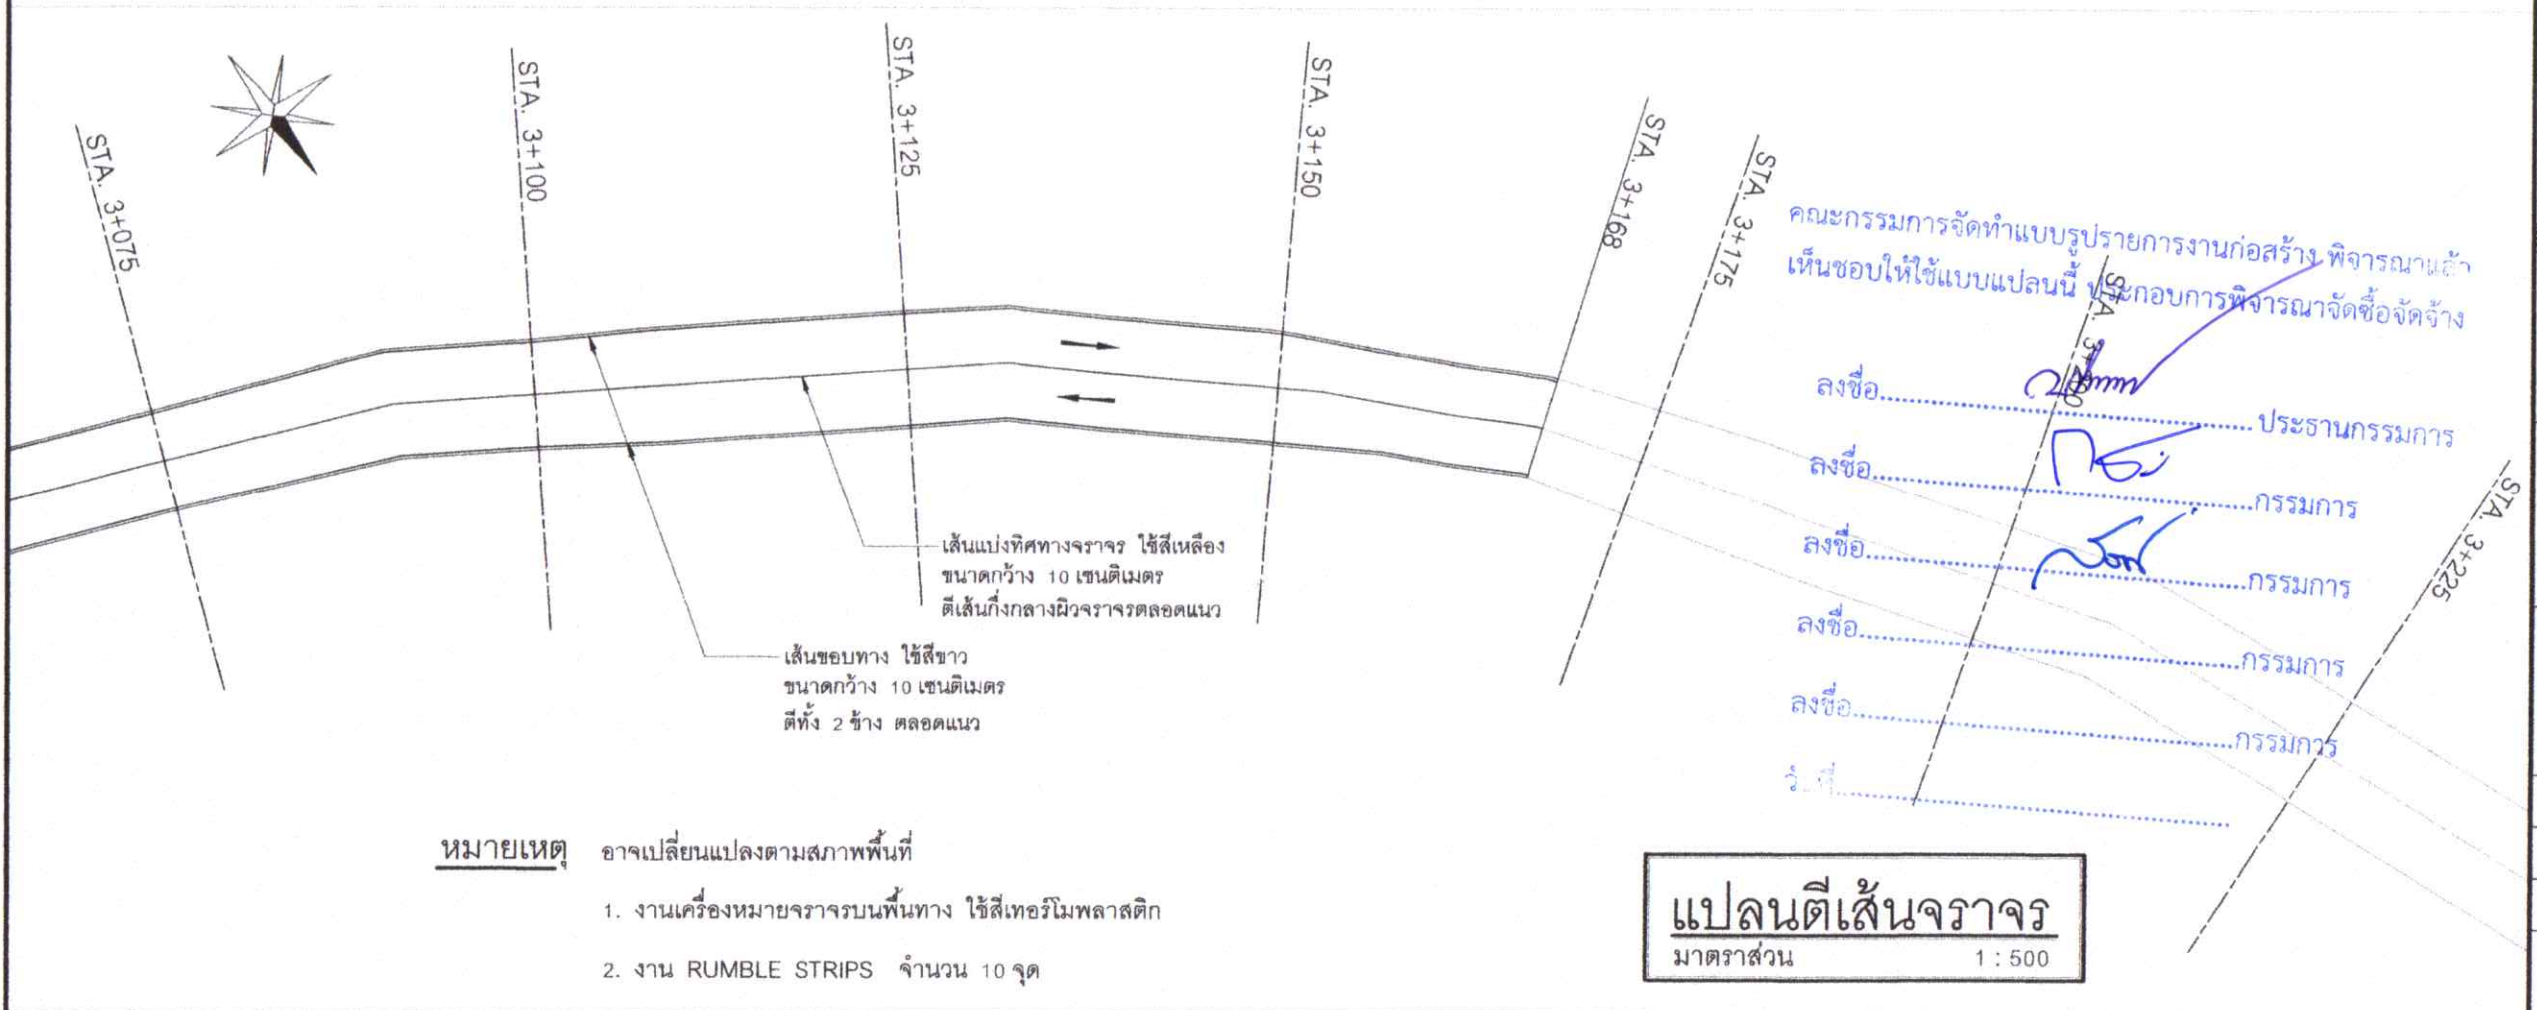 STA. 3+075
STA. 3+100
STA. 3+125
STA. 3+150
STA. 3+168
STA. 3+175
STA. 3+200
STA. 3+225
คณะกรรมการจัดทำแบบรูปรายการงานก่อสร้าง พิจารณาแล้ว
เห็นชอบให้ใช้แบบแปลนนี้ ประกอบการพิจารณาจัดซื้อจัดจ้าง
ลงชื่อ..............................ประธานกรรมการ
ลงชื่อ..............................กรรมการ
ลงชื่อ..............................กรรมการ
ลงชื่อ..............................กรรมการ
ลงชื่อ..............................กรรมการ
วันที่..............................
เส้นแบ่งทิศทางจราจร ใช้สีเหลือง
ขนาดกว้าง 10 เซนติเมตร
ตีเส้นกึ่งกลางผิวจราจรตลอดแนว
เส้นขอบทาง ใช้สีขาว
ขนาดกว้าง 10 เซนติเมตร
ตีทั้ง 2 ข้าง ตลอดแนว
หมายเหตุ อาจเปลี่ยนแปลงตามสภาพพื้นที่
1. งานเครื่องหมายจราจรบนพื้นทาง ใช้สีเทอร์โมพลาสติก
2. งาน RUMBLE STRIPS จำนวน 10 จุด
แปลนตีเส้นจราจร
มาตราส่วน 1 : 500